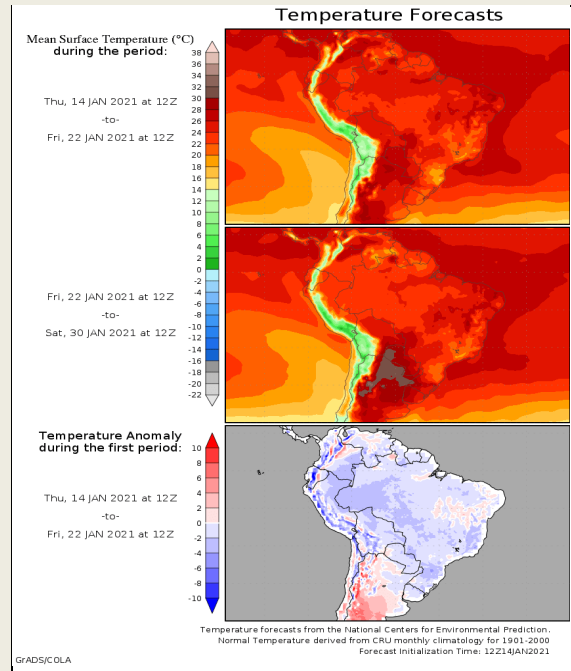 Temperature Forecasts
Mean Surface Temperature (°C)
during the period:
Thu, 14 JAN 2021 at 12Z
-to-
Fri, 22 JAN 2021 at 12Z
38
36
34
32
30
28
26
24
22
20
18
16
14
12
10
8
6
4
2
0
-2
-4
-6
-8
-10
-12
-14
-16
-18
-20
-22
Fri, 22 JAN 2021 at 12Z
-to-
Sat, 30 JAN 2021 at 12Z
Temperature Anomaly
during the first period:
Thu, 14 JAN 2021 at 12Z
-to-
Fri, 22 JAN 2021 at 12Z
10
8
6
4
2
0
-2
-4
-6
-8
-10
Temperature forecasts from the National Centers for Environmental Prediction.
Normal Temperature derived from CRU monthly climatology for 1901-2000
Forecast Initialization Time: 12Z14JAN2021
GrADS/COLA